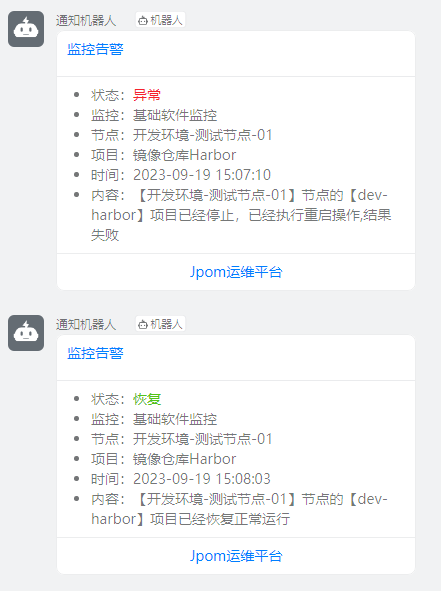 通知机器人 机器人
监控告警
状态：异常
监控：基础软件监控
节点：开发环境-测试节点-01
项目：镜像仓库Harbor
时间：2023-09-19 15:07:10
内容：【开发环境-测试节点-01】节点的【dev-
harbor】项目已经停止，已经执行重启操作,结果
失败
Jpom运维平台
通知机器人 机器人
监控告警
状态：恢复
监控：基础软件监控
节点：开发环境-测试节点-01
项目：镜像仓库Harbor
时间：2023-09-19 15:08:03
内容：【开发环境-测试节点-01】节点的【dev-
harbor】项目已经恢复正常运行
Jpom运维平台